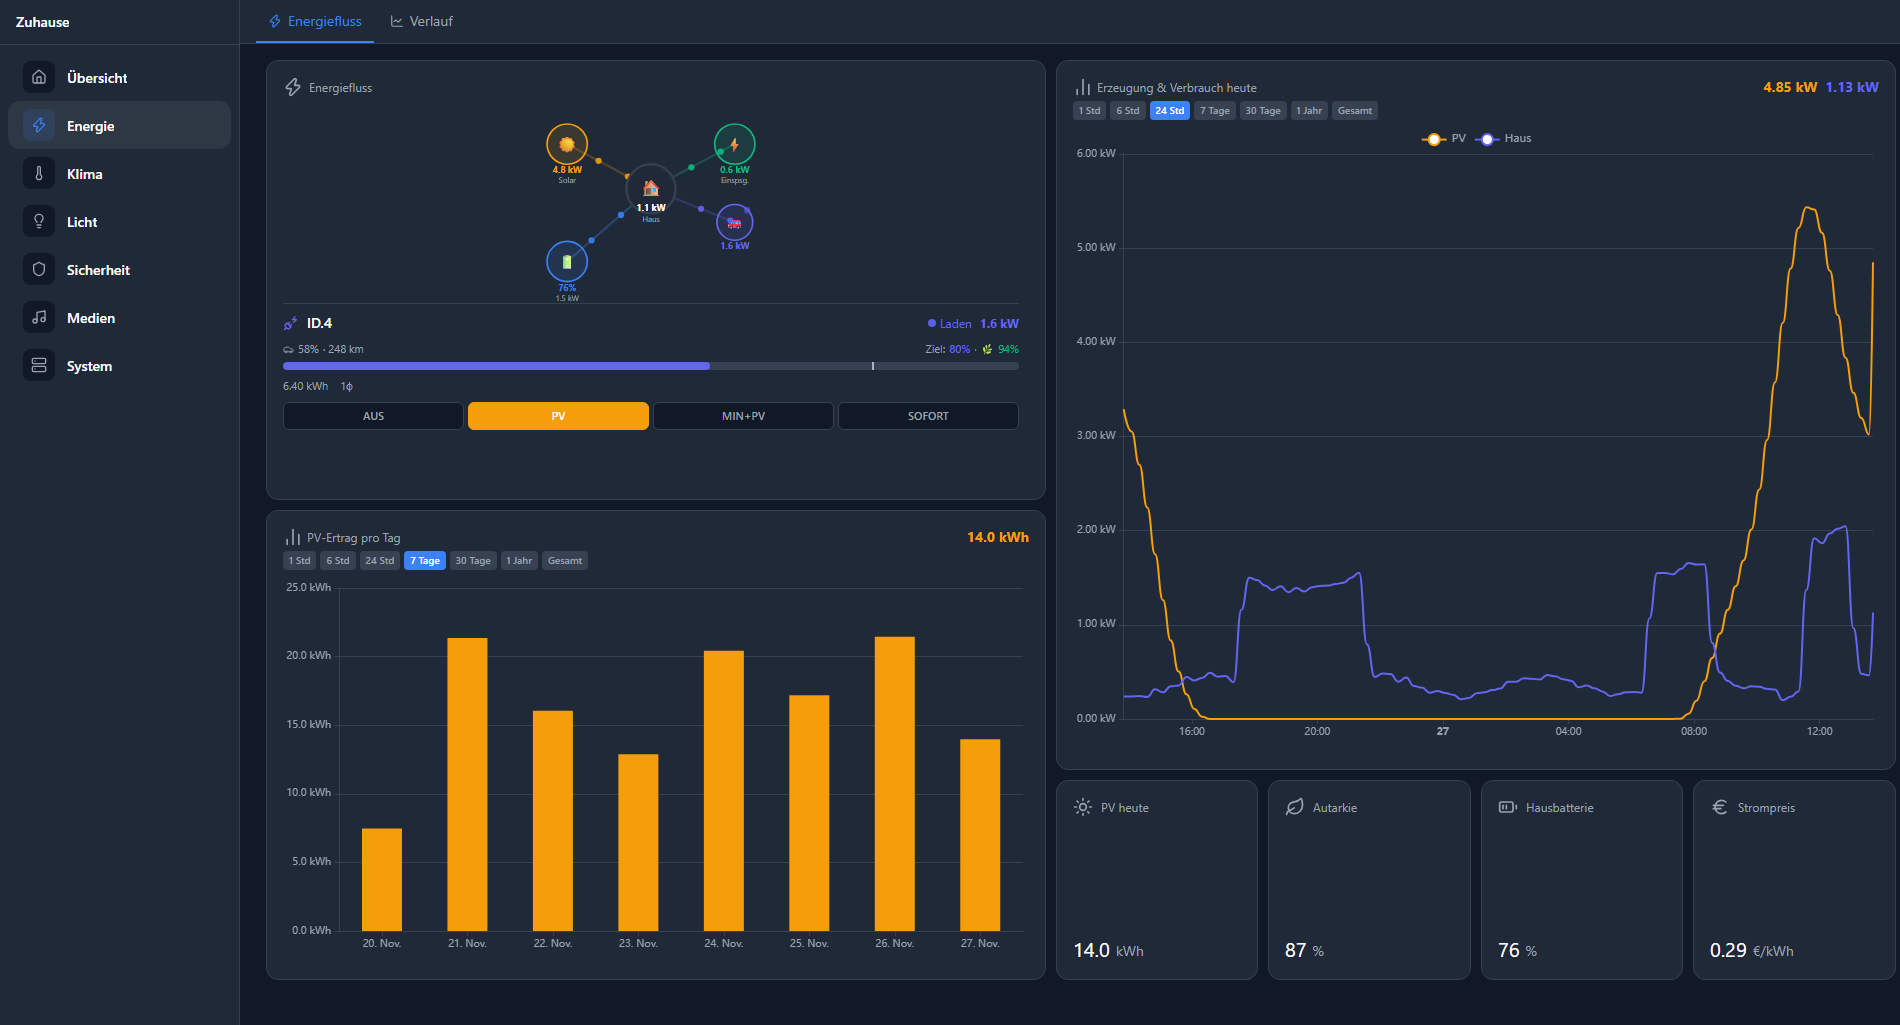 Zuhause
Übersicht
Energie
Klima
Licht
Sicherheit
Medien
System
Energiefluss
Verlauf
Energiefluss
4.8 kW
Solar
0.6 kW
Einspsg.
1.1 kW
Haus
1.6 kW
76%
1.5 kW
ID.4
Laden 1.6 kW
58% · 248 km
Ziel: 80% · 94%
6.40 kWh 1ϕ
AUS
PV
MIN+PV
SOFORT
PV-Ertrag pro Tag
14.0 kWh
1 Std 6 Std 24 Std 7 Tage 30 Tage 1 Jahr Gesamt
25.0 kWh
20.0 kWh
15.0 kWh
10.0 kWh
5.0 kWh
0.0 kWh
20. Nov. 21. Nov. 22. Nov. 23. Nov. 24. Nov. 25. Nov. 26. Nov. 27. Nov.
Erzeugung & Verbrauch heute
4.85 kW 1.13 kW
1 Std 6 Std 24 Std 7 Tage 30 Tage 1 Jahr Gesamt
PV Haus
6.00 kW
5.00 kW
4.00 kW
3.00 kW
2.00 kW
1.00 kW
0.00 kW
16:00 20:00 27 04:00 08:00 12:00
PV heute
14.0 kWh
Autarkie
87 %
Hausbatterie
76 %
Strompreis
0.29 €/kWh